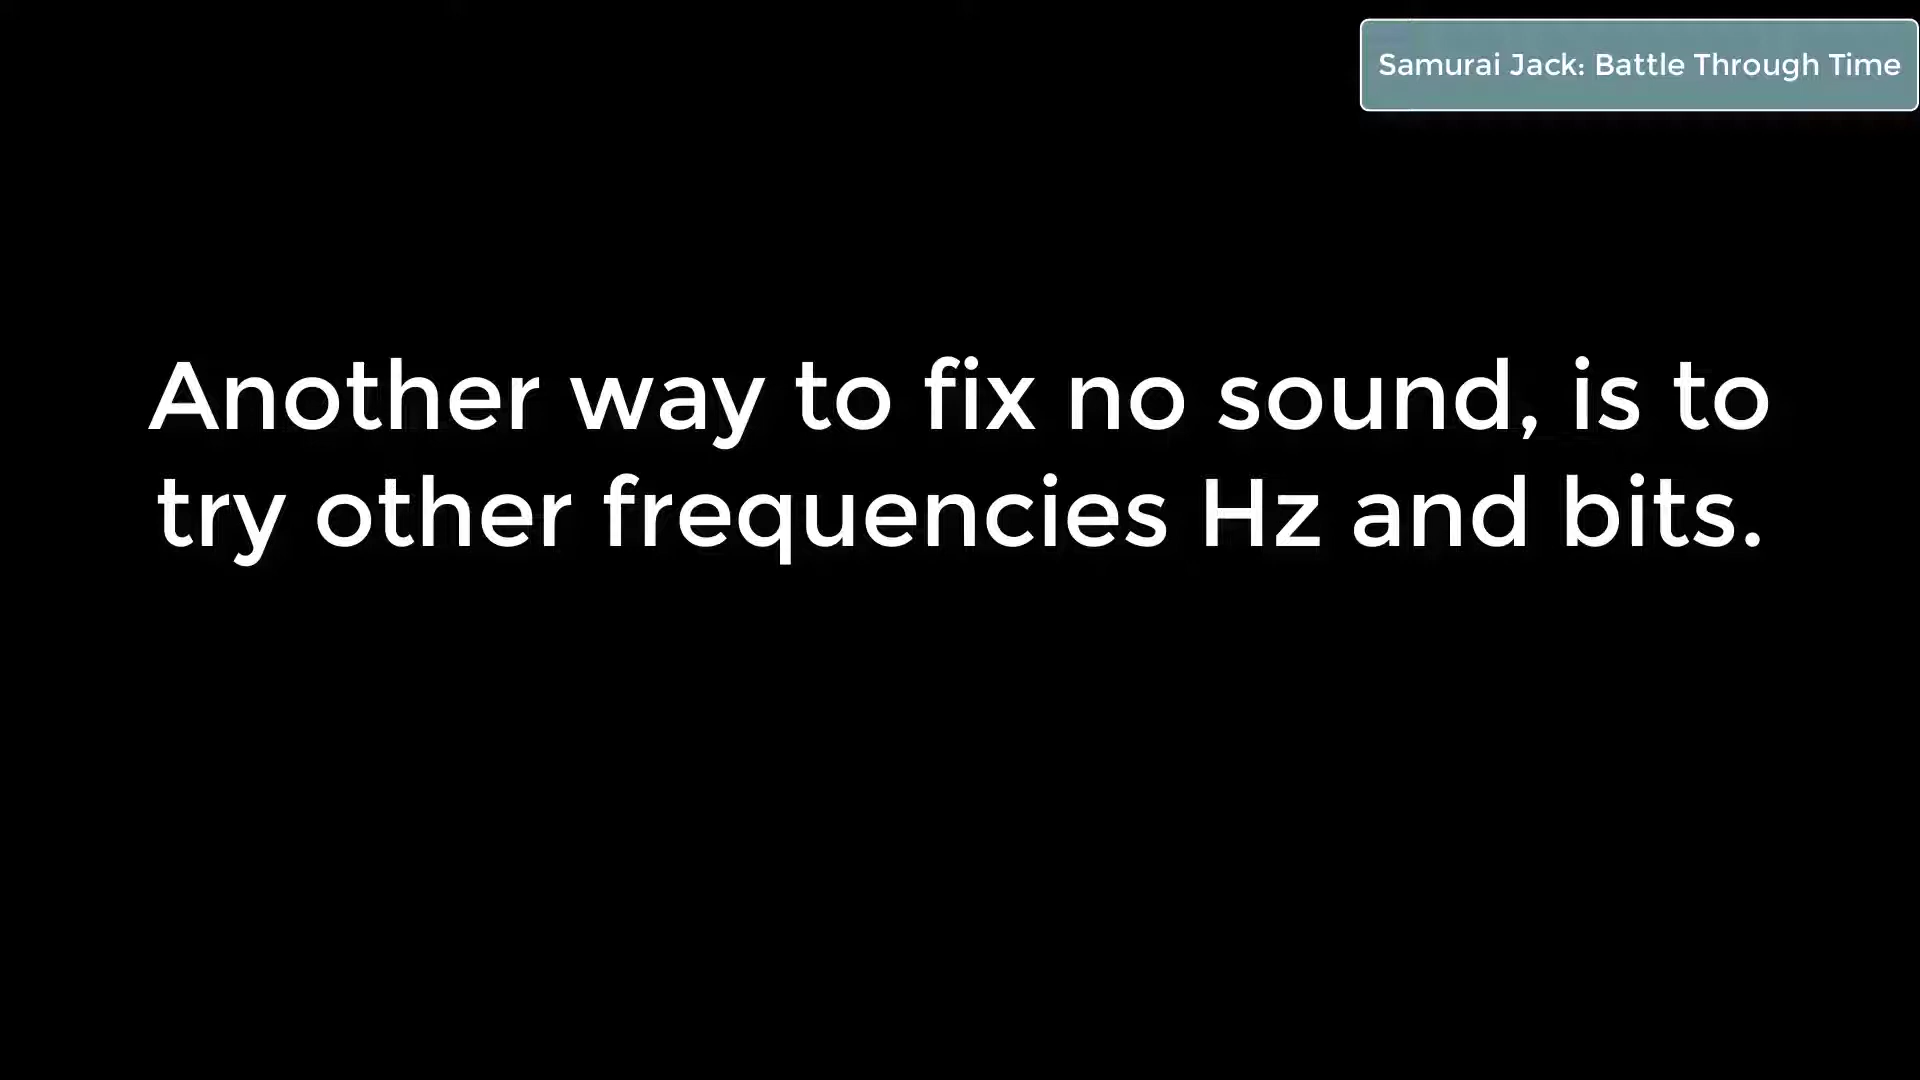 Samurai Jack: Battle Through Time
Another way to fix no sound, is to
try other frequencies Hz and bits.